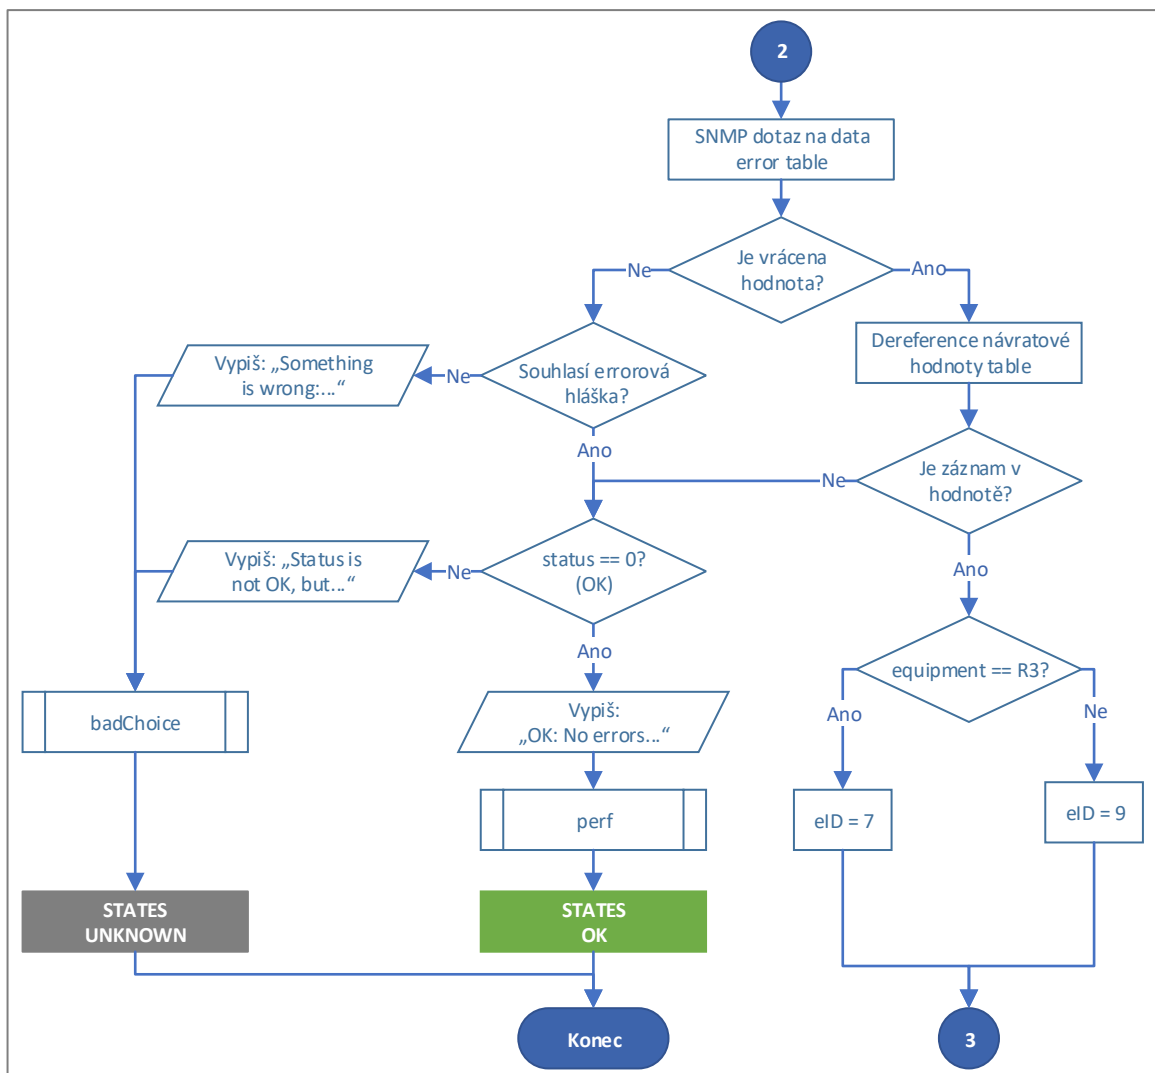 2
SNMP dotaz na data
error table
Je vrácena
hodnota?
Ne
Ano
Dereference návratové
hodnoty table
Souhlasí errorová
hláška?
Ne
Vypiš: „Something
is wrong:...“
Ano
Je záznam v
hodnotě?
Ne
status == 0?
(OK)
Ne
Vypiš: „Status is
not OK, but...“
Ano
Ano
equipment == R3?
Ano
Ne
badChoice
Vypiš:
„OK: No errors...“
perf
eID = 7
eID = 9
STATES
UNKNOWN
STATES
OK
Konec
3